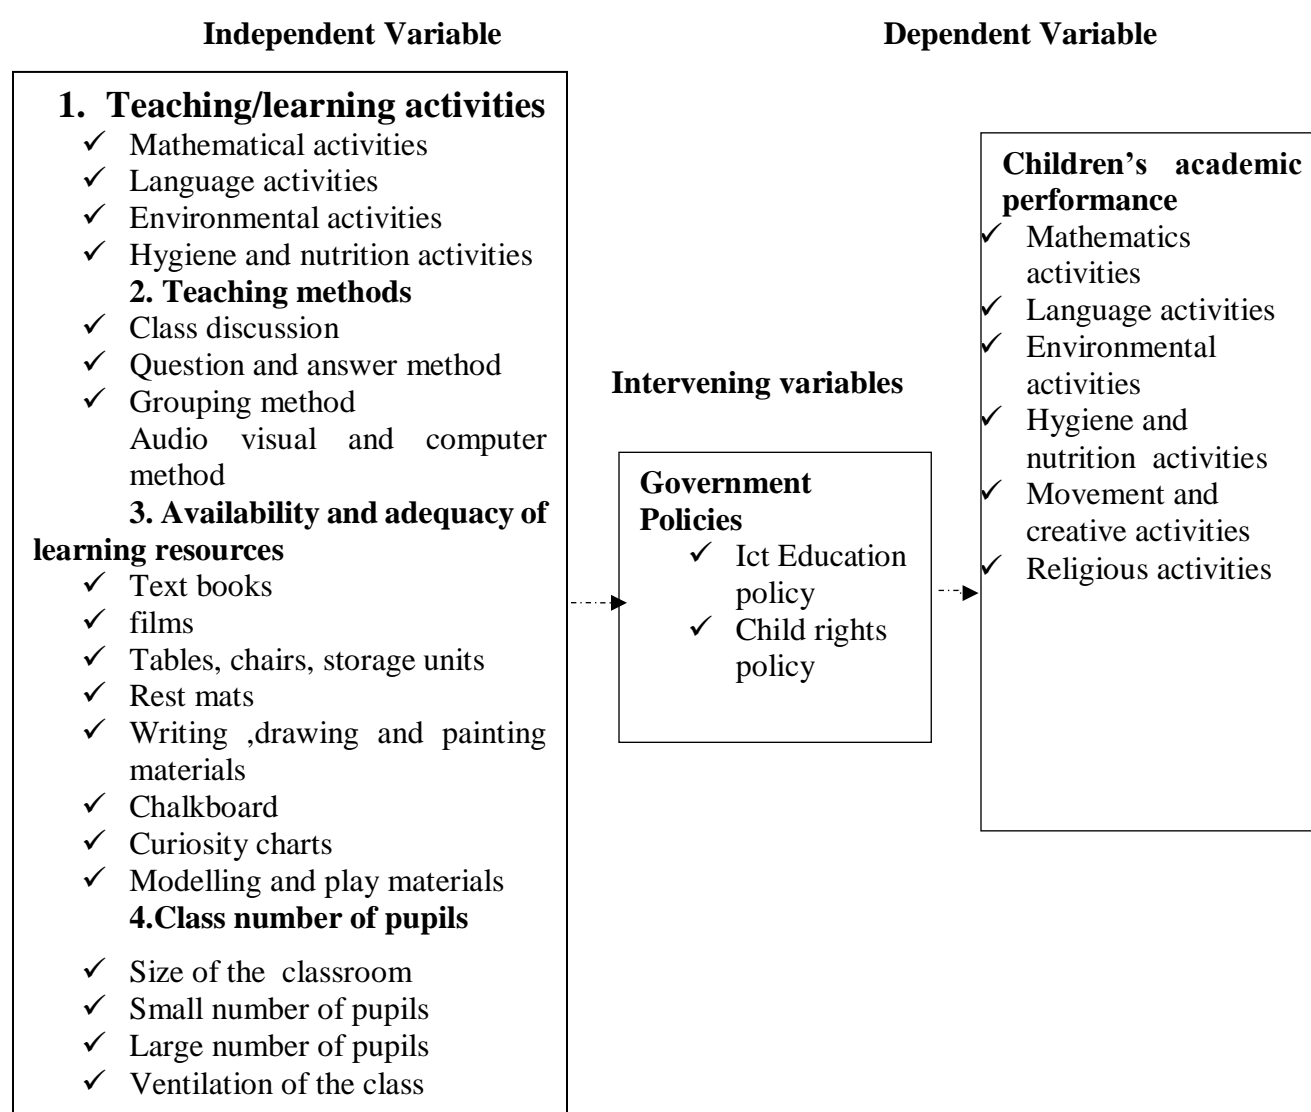 Independent Variable
Dependent Variable
1. Teaching/learning activities
✓ Mathematical activities
✓ Language activities
✓ Environmental activities
✓ Hygiene and nutrition activities
2. Teaching methods
✓ Class discussion
✓ Question and answer method
✓ Grouping method
Audio visual and computer
method
3. Availability and adequacy of
learning resources
✓ Text books
✓ films
✓ Tables, chairs, storage units
✓ Rest mats
✓ Writing ,drawing and painting
materials
✓ Chalkboard
✓ Curiosity charts
✓ Modelling and play materials
4.Class number of pupils
✓ Size of the classroom
✓ Small number of pupils
✓ Large number of pupils
✓ Ventilation of the class
Intervening variables
Government
Policies
✓ Ict Education
policy
✓ Child rights
policy
Children’s academic
performance
✓ Mathematics
activities
✓ Language activities
✓ Environmental
activities
✓ Hygiene and
nutrition activities
✓ Movement and
creative activities
✓ Religious activities